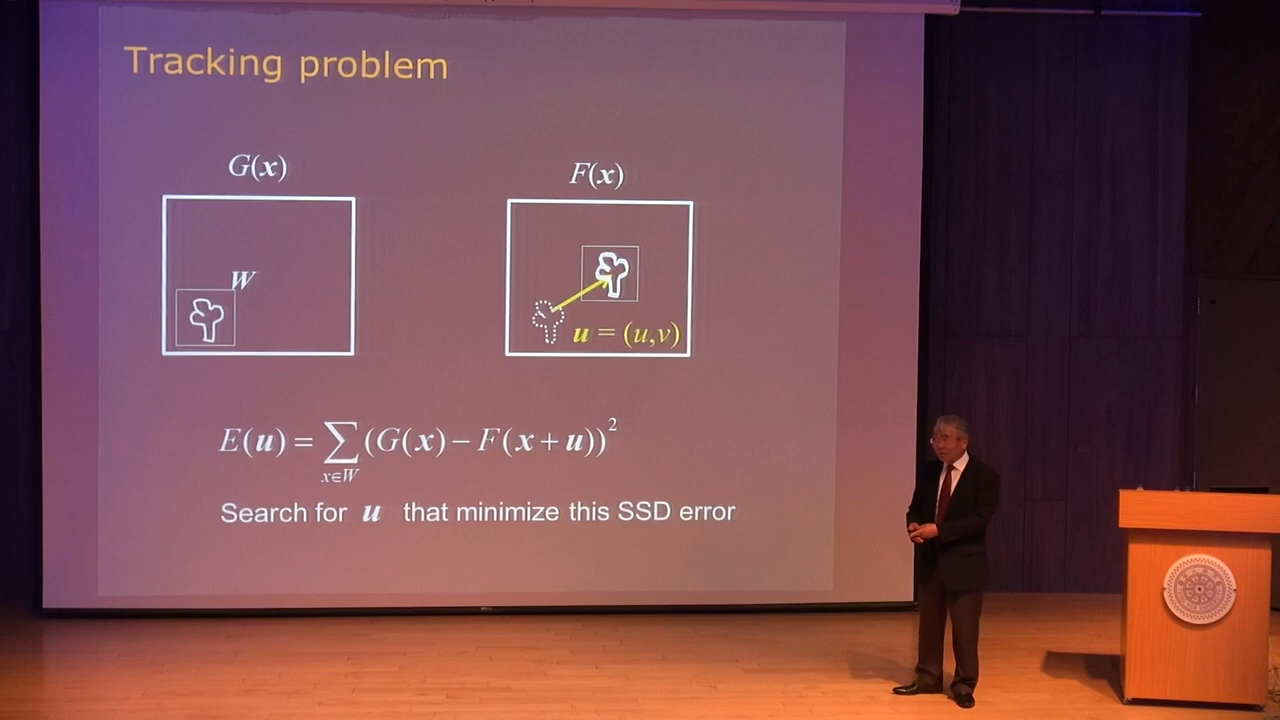 Tracking problem
G(x)
F(x)
W
u = (u,v)
E(u) = ∑ (G(x) − F(x + u))²
x∈W
Search for u that minimize this SSD error